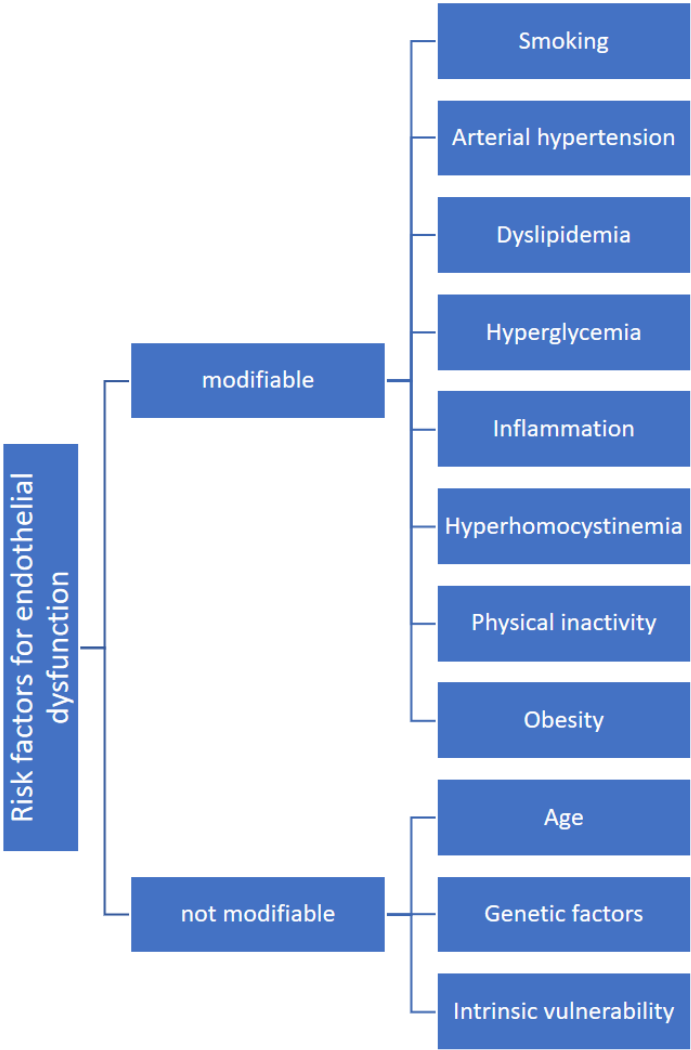 Risk factors for endothelial
dysfunction
modifiable
Smoking
Arterial hypertension
Dyslipidemia
Hyperglycemia
Inflammation
Hyperhomocystinemia
Physical inactivity
Obesity
not modifiable
Age
Genetic factors
Intrinsic vulnerability